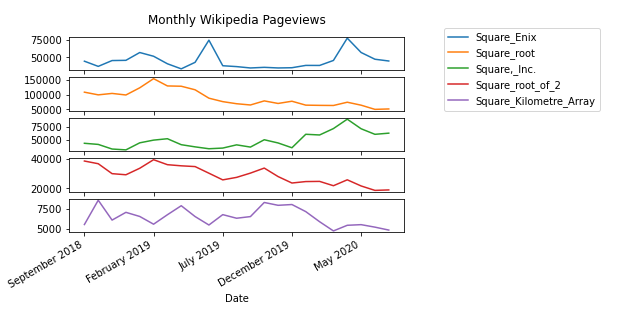 Monthly Wikipedia Pageviews
75000
50000
150000
100000
50000
75000
50000
40000
20000
7500
5000
September 2018
February 2019
July 2019
December 2019
May 2020
Date
Square_Enix
Square_root
Square,_Inc.
Square_root_of_2
Square_Kilometre_Array